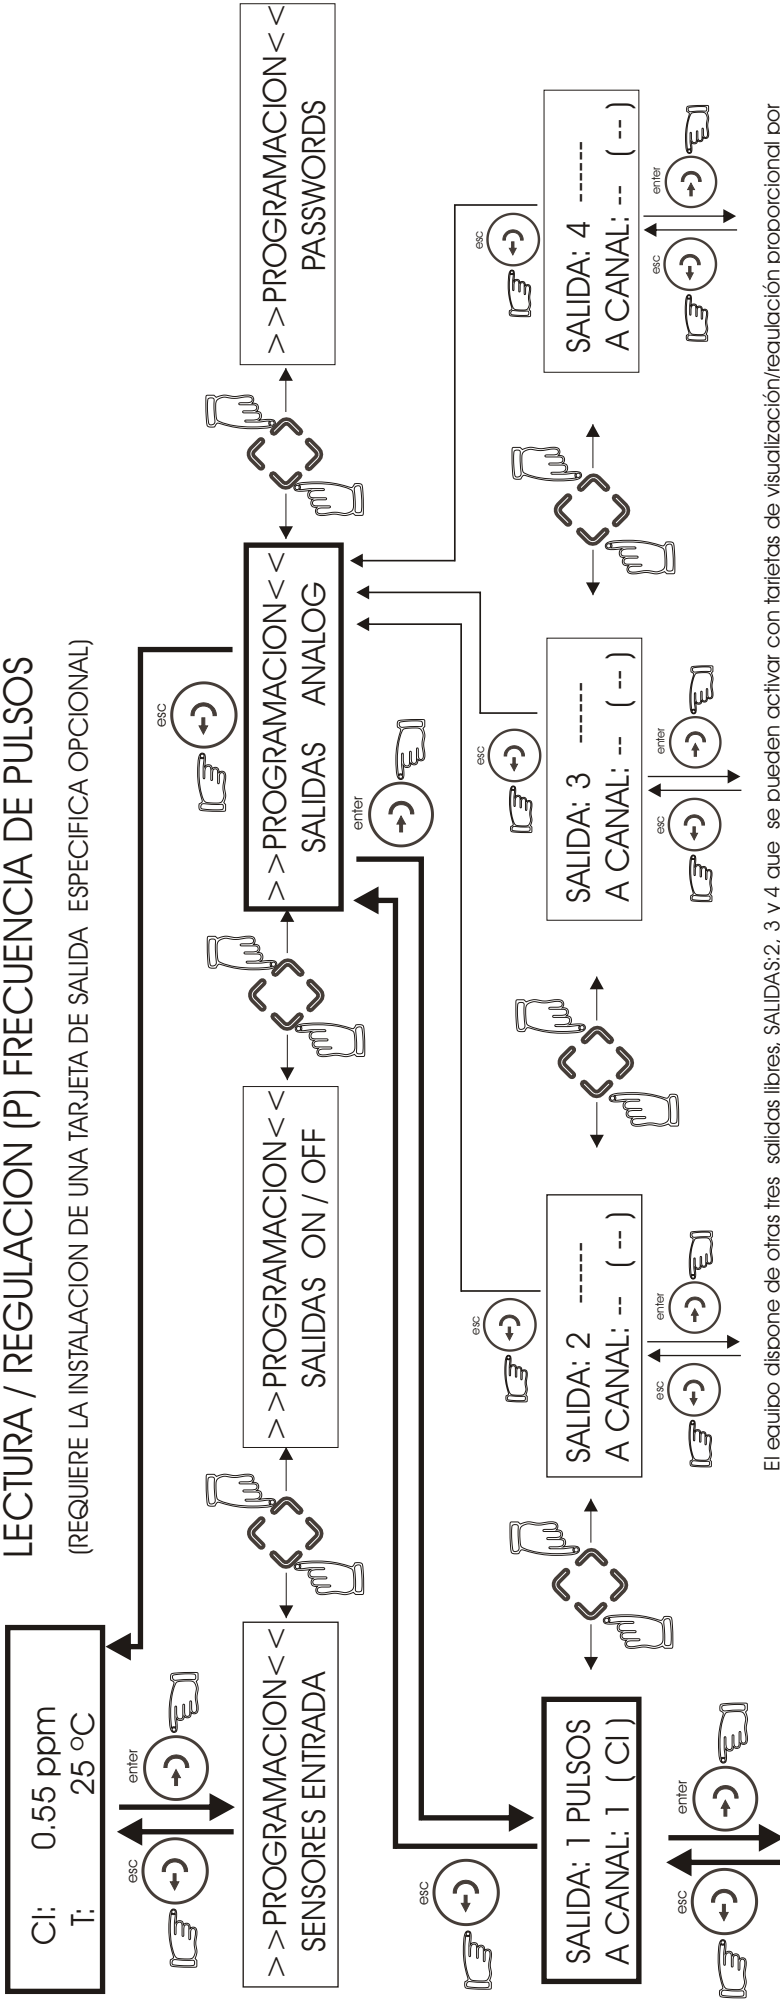 LECTURA / REGULACION (P) FRECUENCIA DE PULSOS
(REQUIERE LA INSTALACION DE UNA TARJETA DE SALIDA ESPECIFICA OPCIONAL)
Cl: 0.55 ppm
T: 25 ºC
esc
enter
esc
>>PROGRAMACION<<
SENSORES ENTRADA
>>PROGRAMACION<<
SALIDAS ON / OFF
>>PROGRAMACION<<
SALIDAS ANALOG
>>PROGRAMACION<<
PASSWORDS
esc
enter
esc
esc
esc
SALIDA: 1 PULSOS
A CANAL: 1 (Cl)
SALIDA: 2 ------
A CANAL: -- (--)
SALIDA: 3 ------
A CANAL: -- (--)
SALIDA: 4 ------
A CANAL: -- (--)
esc
enter
esc
enter
esc
enter
esc
enter
El equipo dispone de otras tres salidas libres, SALIDAS:2, 3 y 4 que se pueden activar con tarjetas de visualización/regulación proporcional por